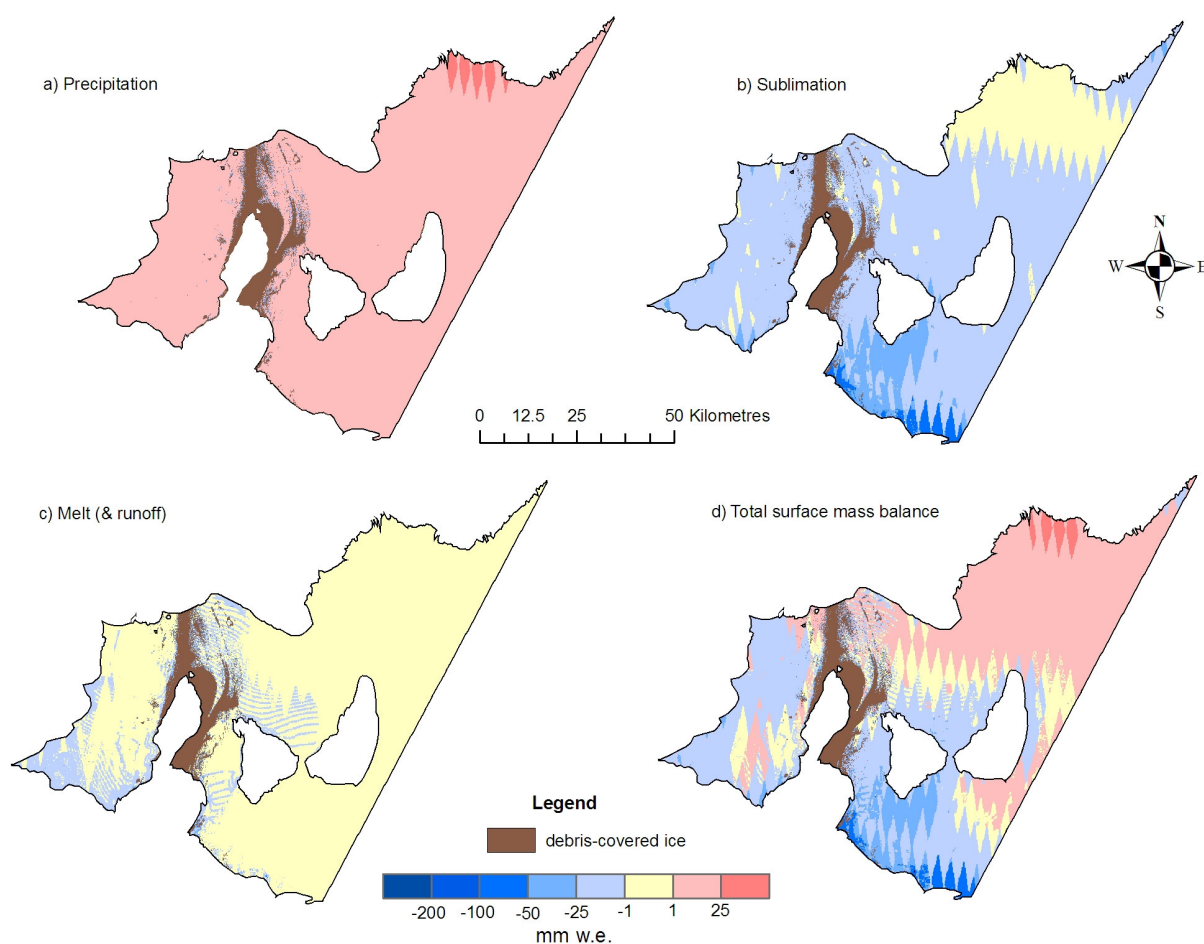 a) Precipitation
b) Sublimation
N
W E
S
0 12.5 25 50 Kilometres
c) Melt (& runoff)
d) Total surface mass balance
Legend
debris-covered ice
-200 -100 -50 -25 -1 1 25
mm w.e.